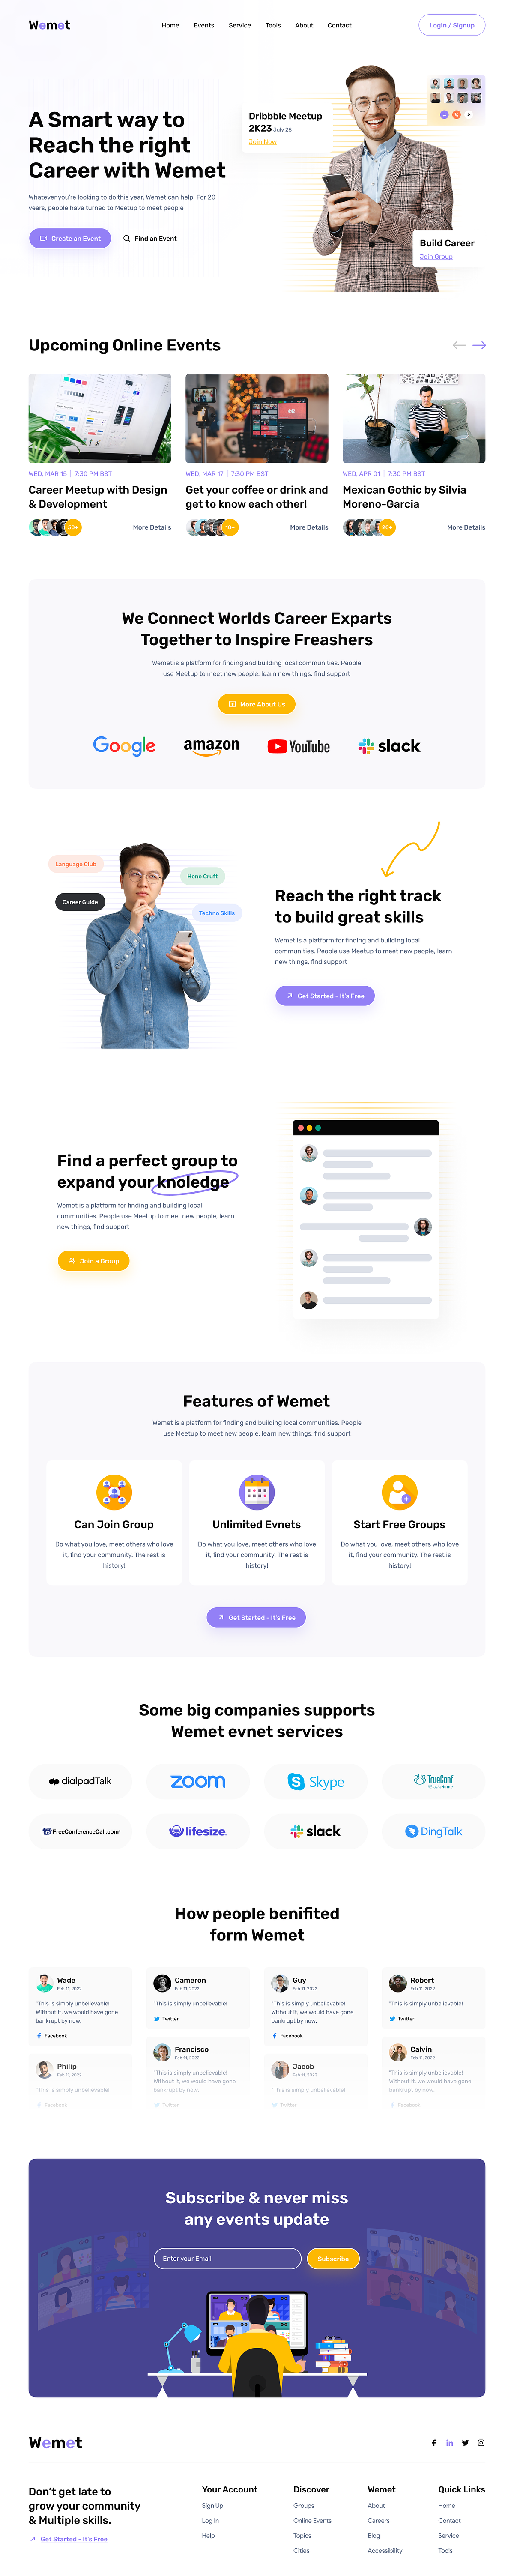 Wemet
Home Events Service Tools About Contact
Login / Signup
A Smart way to
Reach the right
Career with Wemet
Whatever you're looking to do this year, Wemet can help. For 20
years, people have turned to Meetup to meet people
Create an Event
Find an Event
Dribbble Meetup
2K23 July 28
Join Now
Build Career
Join Group
Upcoming Online Events
WED, MAR 15 | 7:30 PM BST
Career Meetup with Design
& Development
50+
More Details
WED, MAR 17 | 7:30 PM BST
Get your coffee or drink and
get to know each other!
10+
More Details
WED, APR 01 | 7:30 PM BST
Mexican Gothic by Silvia
Moreno-Garcia
20+
More Details
We Connect Worlds Career Exparts
Together to Inspire Freashers
Wemet is a platform for finding and building local communities. People
use Meetup to meet new people, learn new things, find support
More About Us
Google
amazon
YouTube
slack
Language Club
Hone Cruft
Career Guide
Techno Skills
Reach the right track
to build great skills
Wemet is a platform for finding and building local
communities. People use Meetup to meet new people, learn
new things, find support
Get Started - It's Free
Find a perfect group to
expand your knoledge
Wemet is a platform for finding and building local
communities. People use Meetup to meet new people, learn
new things, find support
Join a Group
Features of Wemet
Wemet is a platform for finding and building local communities. People
use Meetup to meet new people, learn new things, find support
Can Join Group
Do what you love, meet others who love
it, find your community. The rest is
history!
Unlimited Evnets
Do what you love, meet others who love
it, find your community. The rest is
history!
Start Free Groups
Do what you love, meet others who love
it, find your community. The rest is
history!
Get Started - It's Free
Some big companies supports
Wemet evnet services
dialpad Talk
zoom
Skype
TrueConf
FreeConferenceCall.com
lifesize
slack
DingTalk
How people benifited
form Wemet
Wade
Feb 11, 2022
"This is simply unbelievable!
Without it, we would have gone
bankrupt by now.
Facebook
Philip
Feb 11, 2022
"This is simply unbelievable!
Facebook
Cameron
Feb 11, 2022
"This is simply unbelievable!
Twitter
Francisco
Feb 11, 2022
"This is simply unbelievable!
Without it, we would have gone
bankrupt by now.
Twitter
Guy
Feb 11, 2022
"This is simply unbelievable!
Without it, we would have gone
bankrupt by now.
Facebook
Jacob
Feb 11, 2022
"This is simply unbelievable!
Twitter
Robert
Feb 11, 2022
"This is simply unbelievable!
Twitter
Calvin
Feb 11, 2022
"This is simply unbelievable!
Without it, we would have gone
bankrupt by now.
Facebook
Subscribe & never miss
any events update
Enter your Email
Subscribe
Wemet
Don't get late to
grow your community
& Multiple skills.
Get Started - It's Free
Your Account
Sign Up
Log In
Help
Discover
Groups
Online Events
Topics
Cities
Wemet
About
Careers
Blog
Accessibility
Quick Links
Home
Contact
Service
Tools